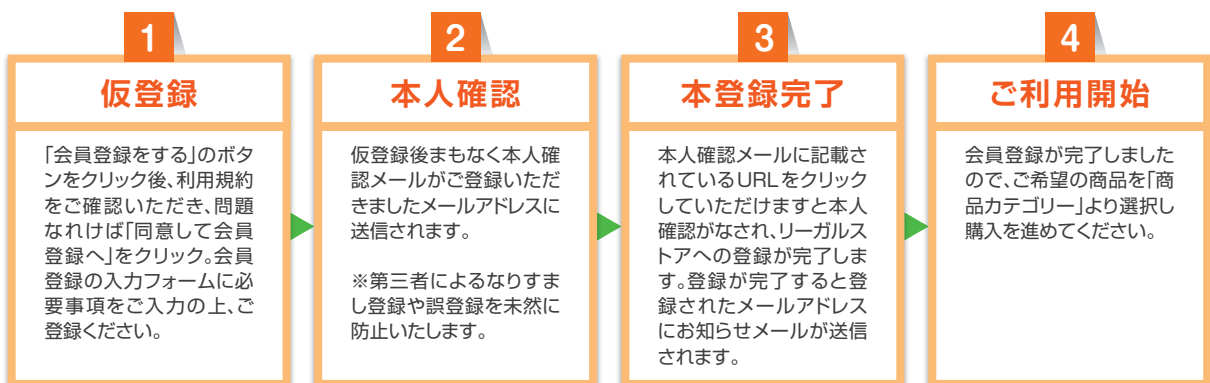 1
仮登録
「会員登録をする」のボタ
ンをクリック後、利用規約
をご確認いただき、問題
なれけば「同意して会員
登録へ」をクリック。会員
登録の入力フォームに必
要事項をご入力の上、ご
登録ください。
2
本人確認
仮登録後まもなく本人確
認メールがご登録いただ
きましたメールアドレスに
送信されます。
※第三者によるなりすま
し登録や誤登録を未然に
防止いたします。
3
本登録完了
本人確認メールに記載さ
れているURLをクリック
していただけますと本人
確認がなされ、リーガルス
トアへの登録が完了しま
す。登録が完了すると登
録されたメールアドレス
にお知らせメールが送信
されます。
4
ご利用開始
会員登録が完了しました
ので、ご希望の商品を「商
品カテゴリー」より選択し
購入を進めてください。